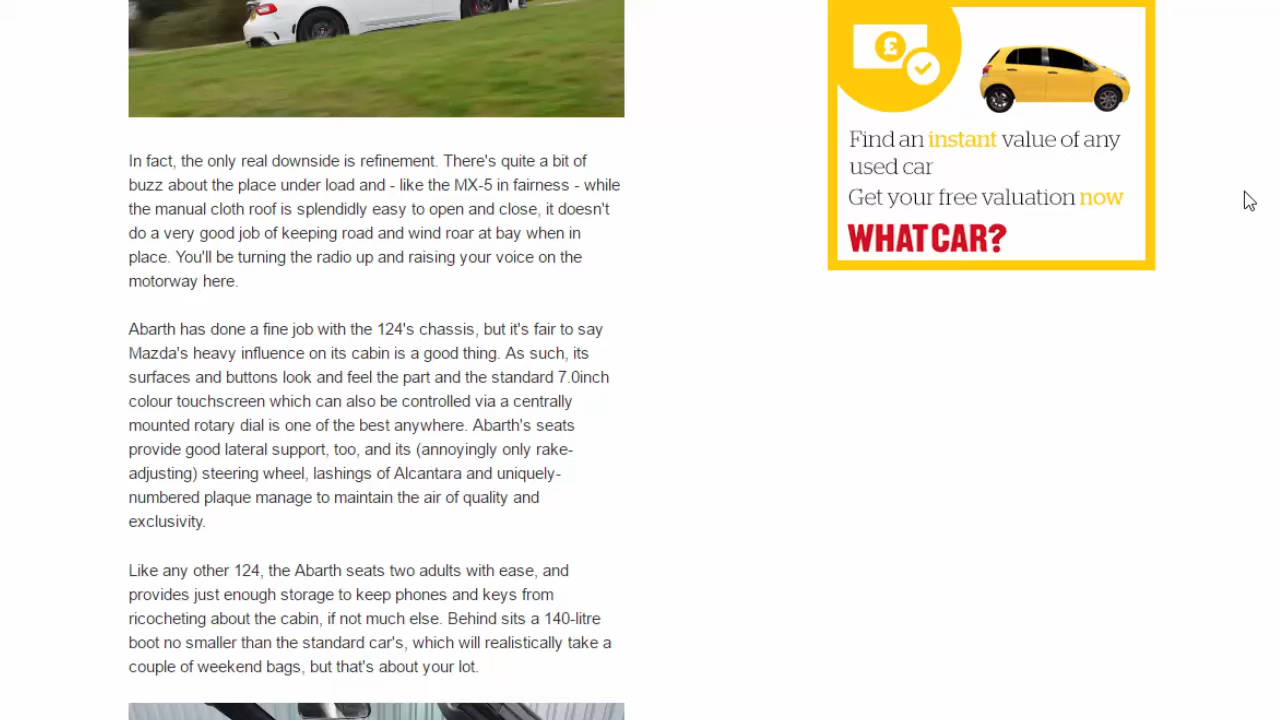 In fact, the only real downside is refinement. There's quite a bit of
buzz about the place under load and - like the MX-5 in fairness - while
the manual cloth roof is splendidly easy to open and close, it doesn't
do a very good job of keeping road and wind roar at bay when in
place. You'll be turning the radio up and raising your voice on the
motorway here.
Abarth has done a fine job with the 124's chassis, but it's fair to say
Mazda's heavy influence on its cabin is a good thing. As such, its
surfaces and buttons look and feel the part and the standard 7.0inch
colour touchscreen which can also be controlled via a centrally
mounted rotary dial is one of the best anywhere. Abarth's seats
provide good lateral support, too, and its (annoyingly only rake-
adjusting) steering wheel, lashings of Alcantara and uniquely-
numbered plaque manage to maintain the air of quality and
exclusivity.
Like any other 124, the Abarth seats two adults with ease, and
provides just enough storage to keep phones and keys from
ricocheting about the cabin, if not much else. Behind sits a 140-litre
boot no smaller than the standard car's, which will realistically take a
couple of weekend bags, but that's about your lot.
£
Find an instant value of any
used car
Get your free valuation now
WHAT CAR?